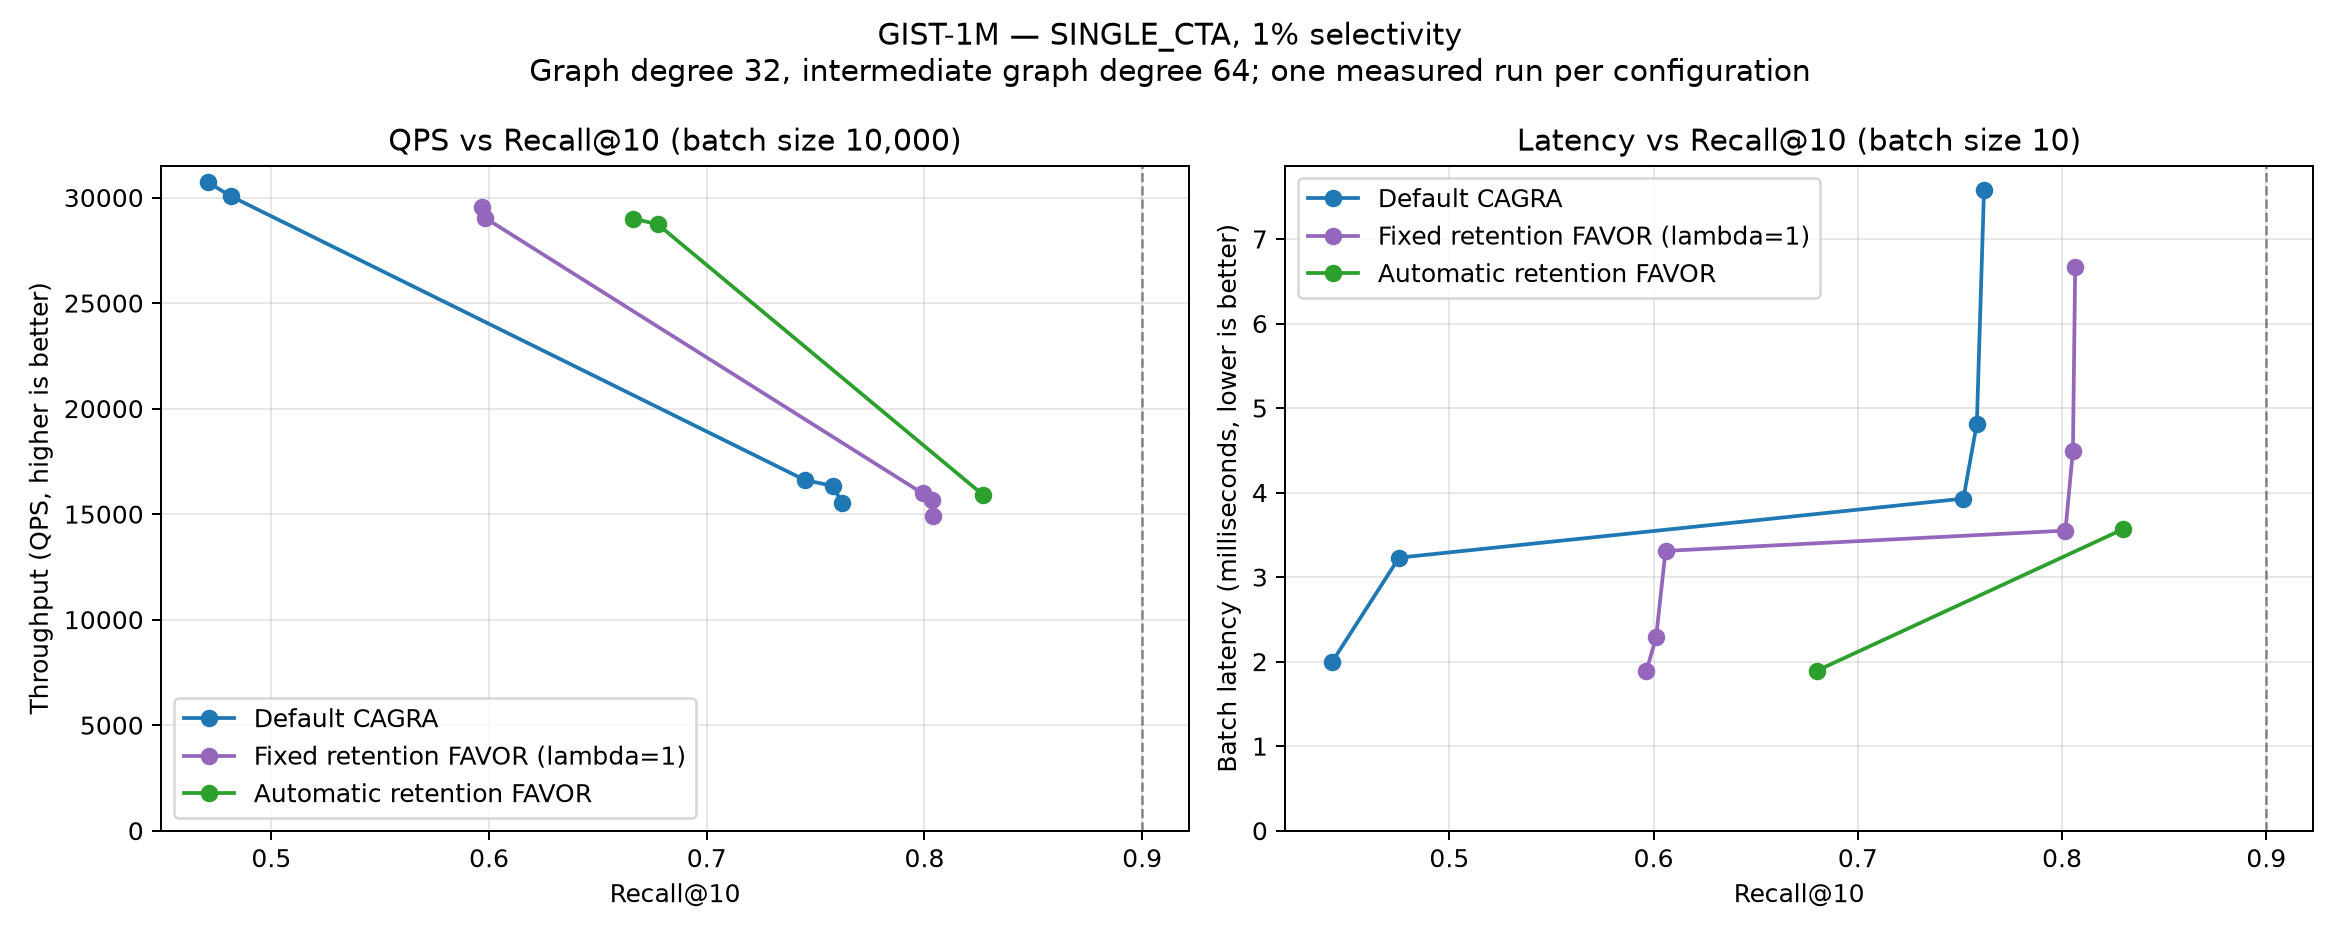 GIST-1M — SINGLE_CTA, 1% selectivity
Graph degree 32, intermediate graph degree 64; one measured run per configuration
QPS vs Recall@10 (batch size 10,000)
Throughput (QPS, higher is better)
30000
25000
20000
15000
10000
5000
0
Default CAGRA
Fixed retention FAVOR (lambda=1)
Automatic retention FAVOR
0.5
0.6
0.7
0.8
0.9
Recall@10
Latency vs Recall@10 (batch size 10)
Batch latency (milliseconds, lower is better)
7
6
5
4
3
2
1
0
Default CAGRA
Fixed retention FAVOR (lambda=1)
Automatic retention FAVOR
0.5
0.6
0.7
0.8
0.9
Recall@10